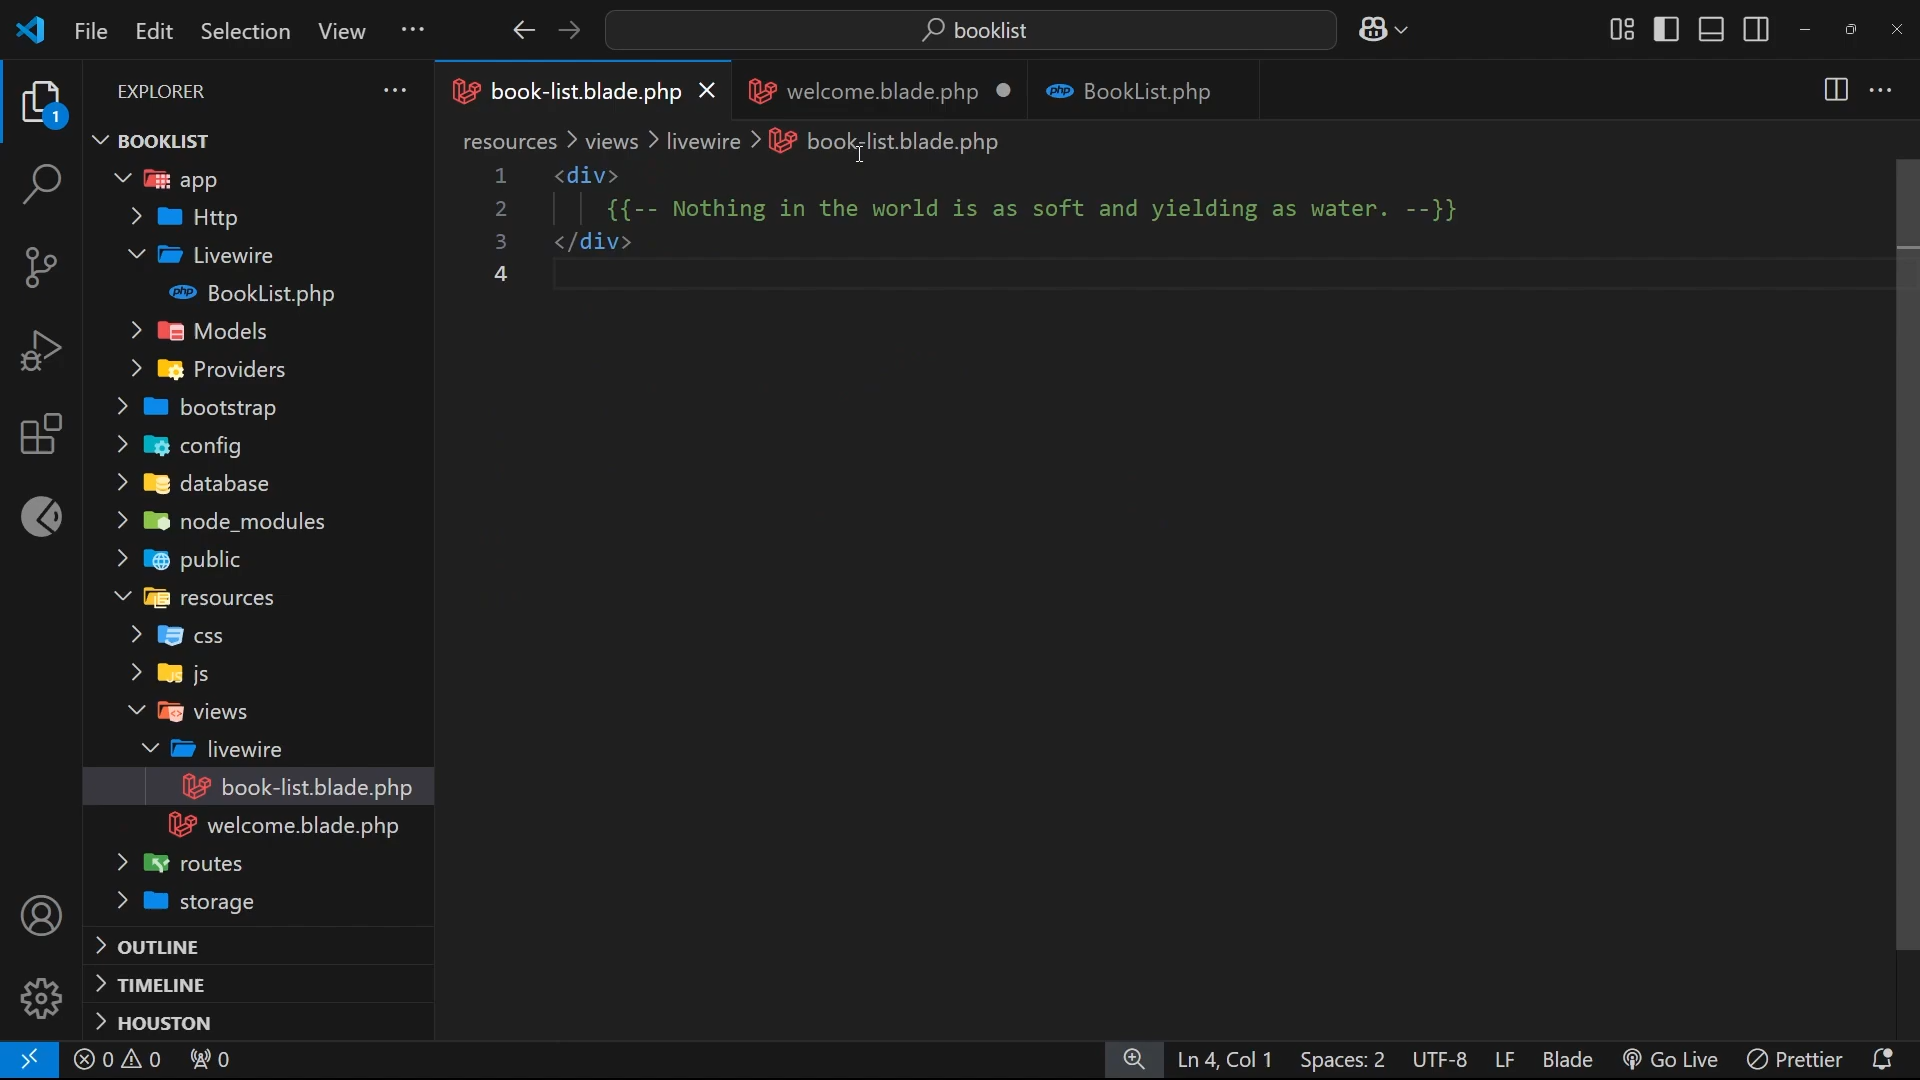 File Edit Selection View ··· booklist
EXPLORER ···
book-list.blade.php welcome.blade.php php BookList.php ···
BOOKLIST
resources > views > livewire > book-list.blade.php
1 <div>
2 {{-- Nothing in the world is as soft and yielding as water. --}}
3 </div>
4
1
app
Http
Livewire
php BookList.php
Models
Providers
bootstrap
config
database
node_modules
public
resources
css
JS js
views
livewire
book-list.blade.php
welcome.blade.php
routes
storage
OUTLINE
TIMELINE
HOUSTON
0 0 0 Ln 4, Col 1 Spaces: 2 UTF-8 LF Blade Go Live Prettier